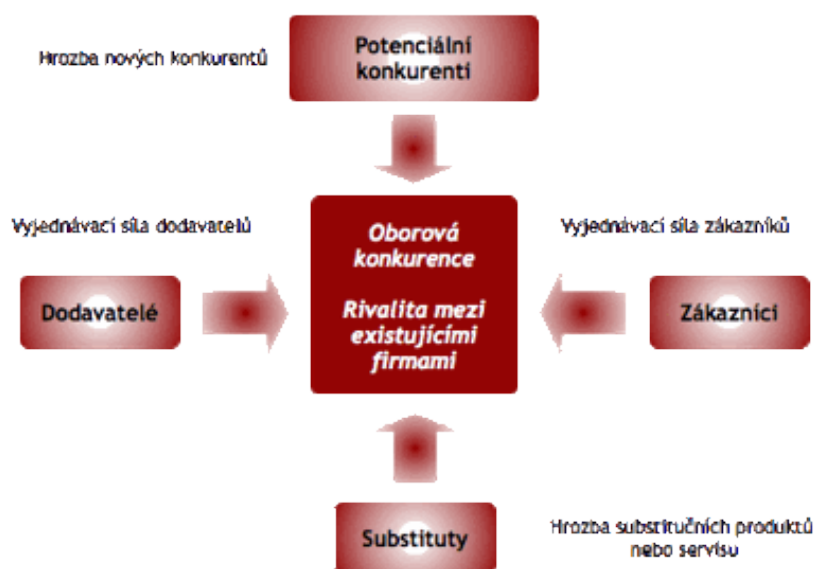 Potenciální
konkurenti
Hrozba nových konkurentů
Vyjednávací síla dodavatelů
Vyjednávací síla zákazníků
Oborová
konkurence
Rivalita mezi
existujícími
firmami
Dodavatelé
Zákazníci
Substituty
Hrozba substitučních produktů
nebo servisu